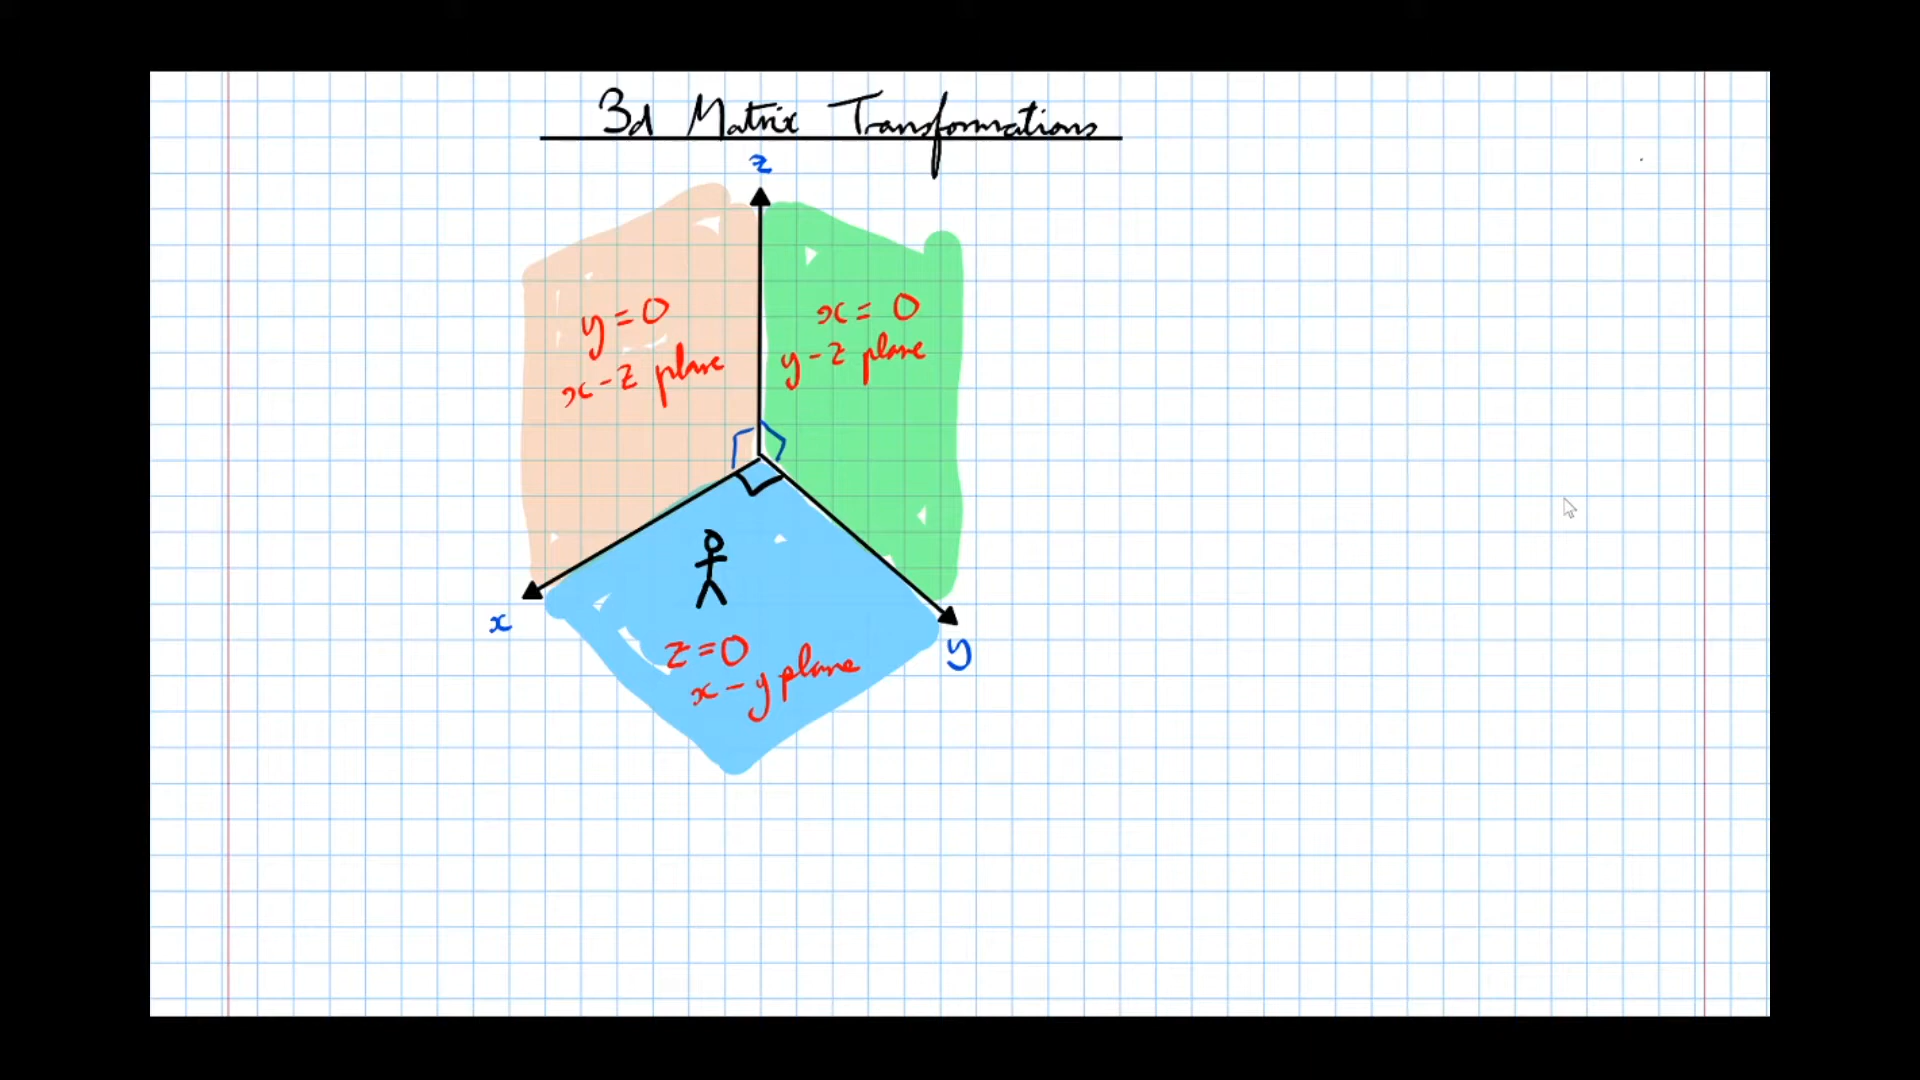 3d Matrix Transformations
z
y = 0
x - z plane
x = 0
y - z plane
x
y
z = 0
x - y plane